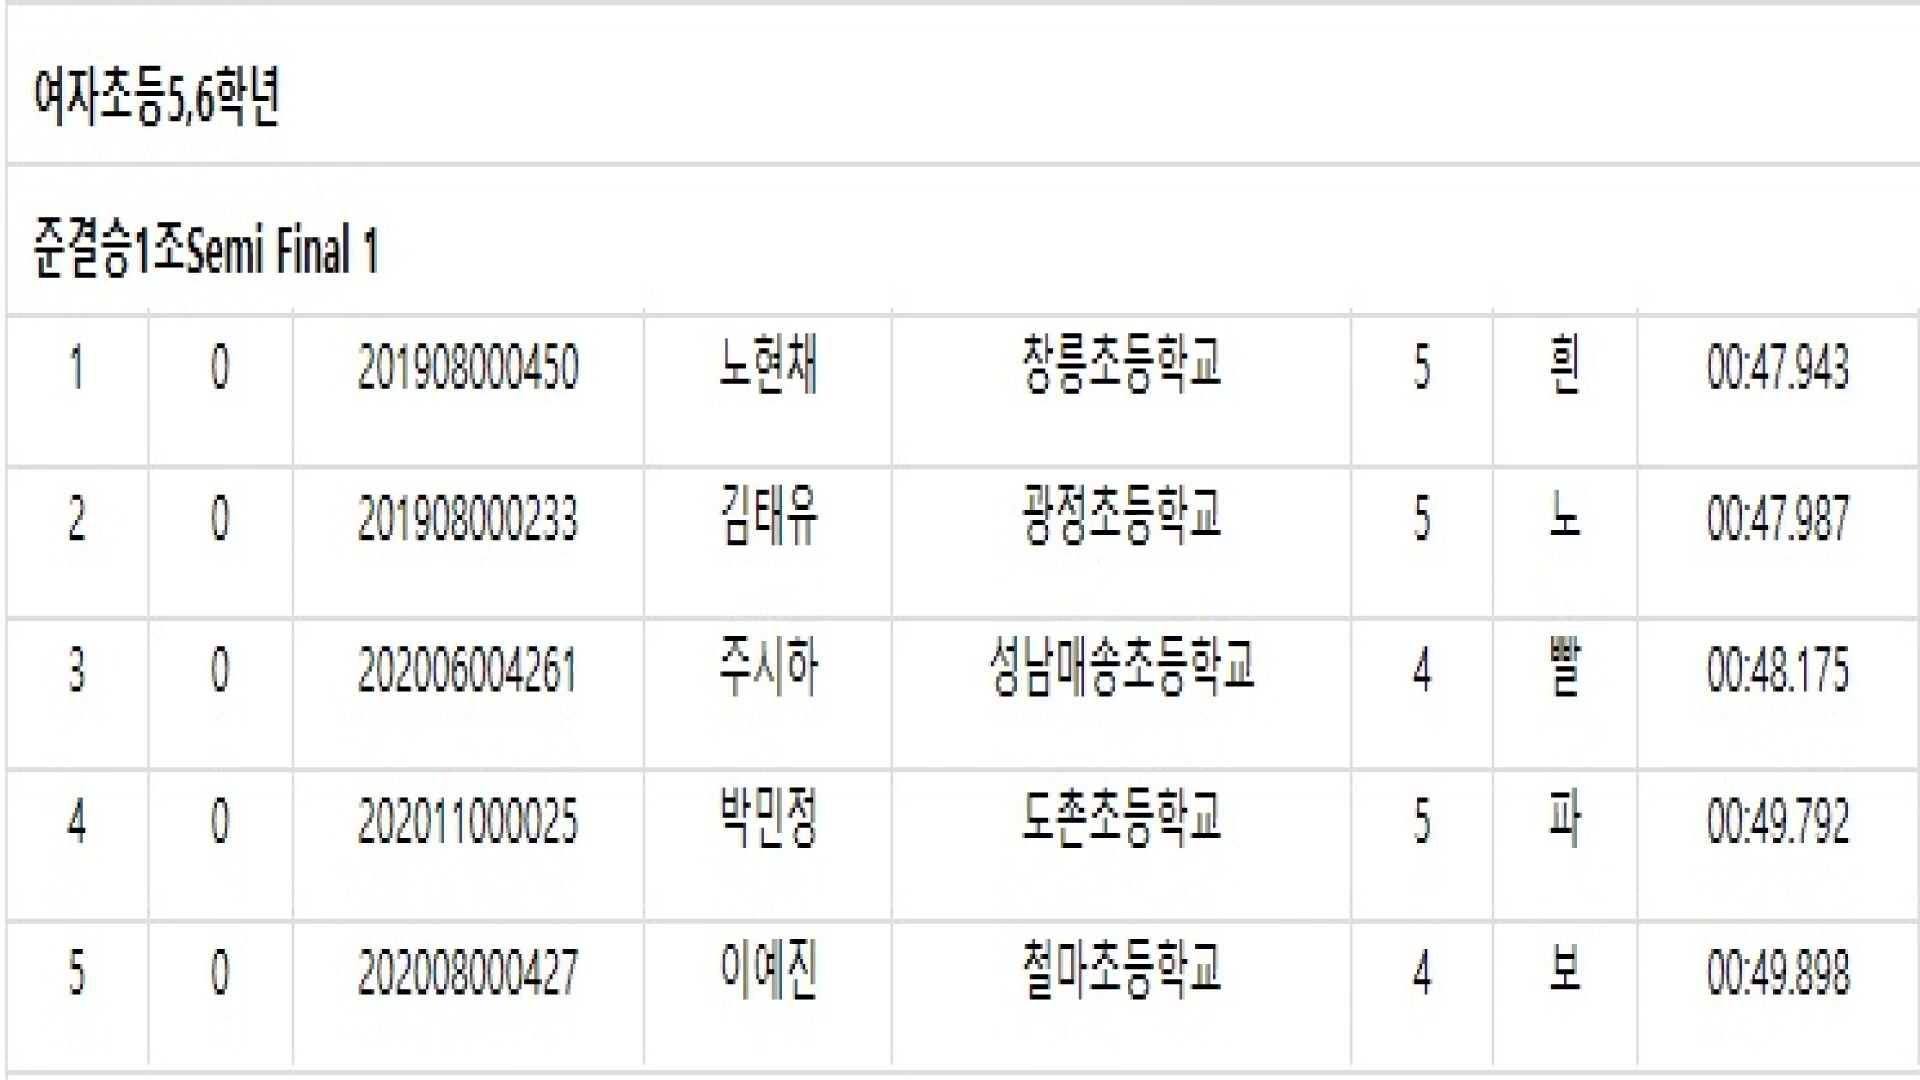 여자초등5,6학년
준결승1조Semi Final 1
1 0 201908000450 노현채 창릉초등학교 5 흰 00:47.943
2 0 201908000233 김태유 광정초등학교 5 노 00:47.987
3 0 202006004261 주시하 성남매송초등학교 4 빨 00:48.175
4 0 202011000025 박민정 도촌초등학교 5 파 00:49.792
5 0 202008000427 이예진 철마초등학교 4 보 00:49.898